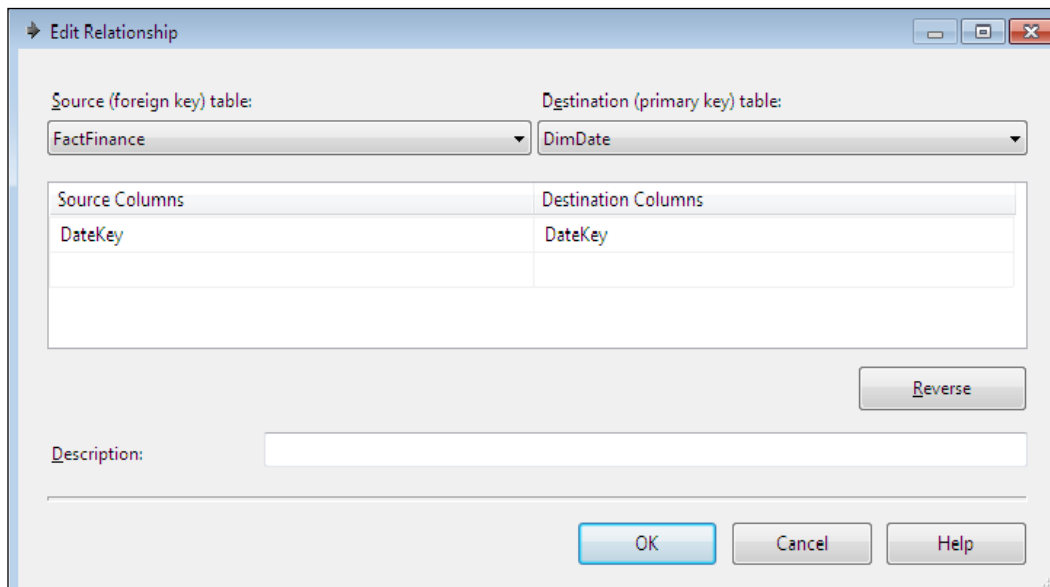 Edit Relationship
Source (foreign key) table: Destination (primary key) table:
FactFinance DimDate
Source Columns Destination Columns
DateKey DateKey
Reverse
Description:
OK Cancel Help